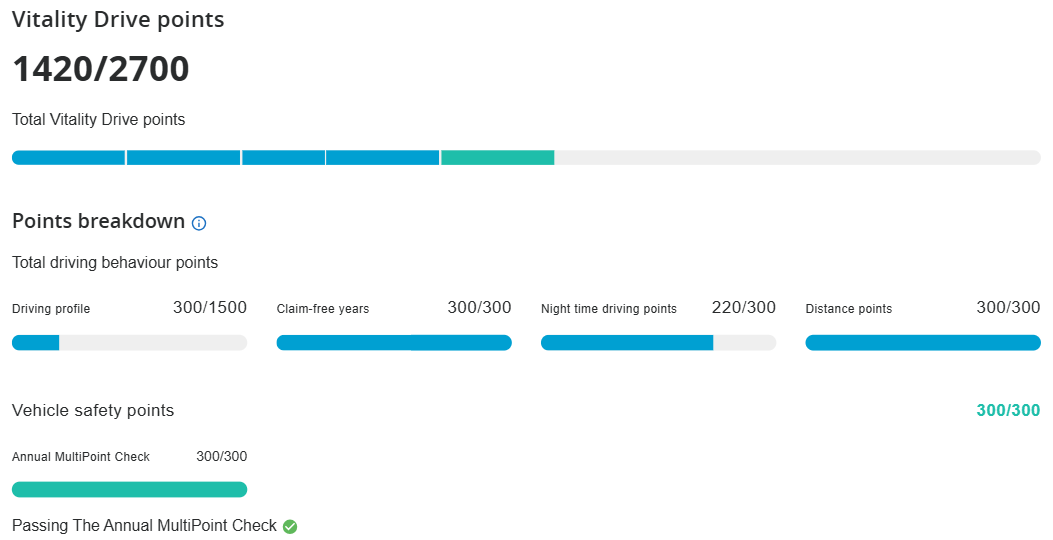 Vitality Drive points
1420/2700
Total Vitality Drive points
Points breakdown
Total driving behaviour points
Driving profile 300/1500 Claim-free years 300/300 Night time driving points 220/300 Distance points 300/300
Vehicle safety points 300/300
Annual MultiPoint Check 300/300
Passing The Annual MultiPoint Check